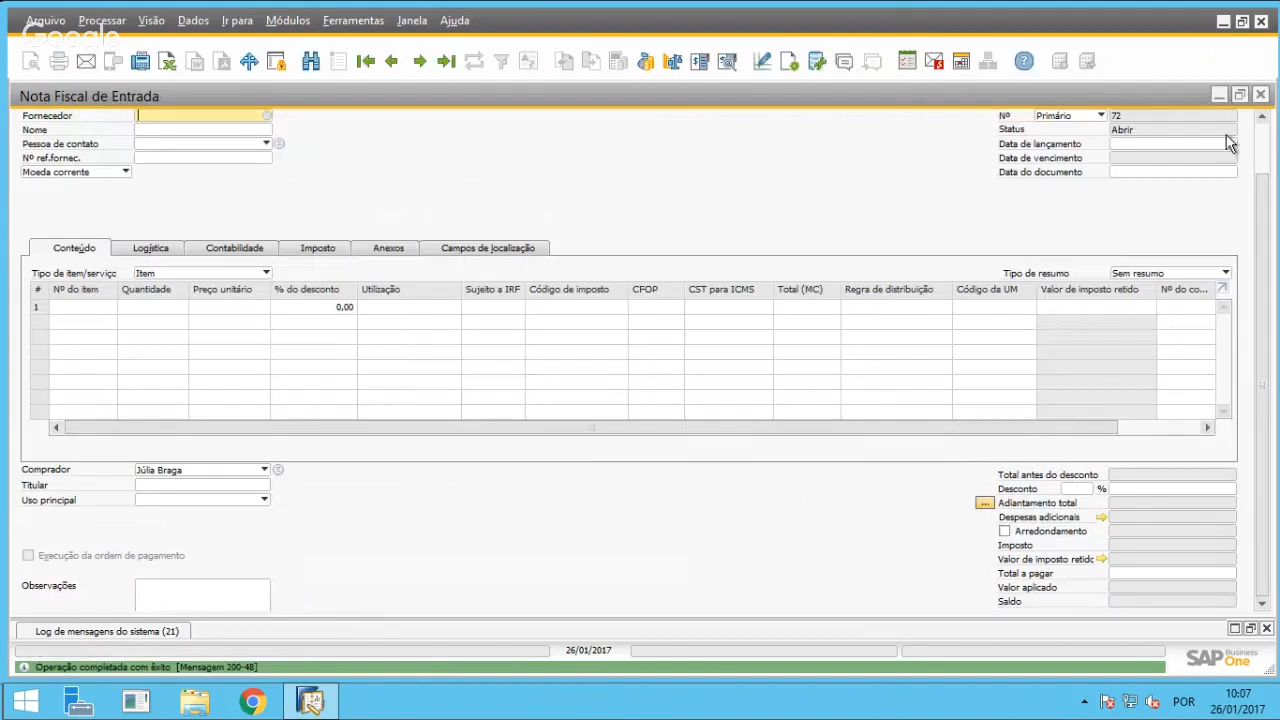 Arquivo Processar Visão Dados Ir para Módulos Ferramentas Janela Ajuda
Google
Nota Fiscal de Entrada
Fornecedor Nº Primário 72
Nome Status Abrir
Pessoa de contato Data de lançamento
Nº ref.fornec. Data de vencimento
Moeda corrente Data do documento
Conteúdo Logística Contabilidade Imposto Anexos Campos de localização
Tipo de item/serviço Item Tipo de resumo Sem resumo
# Nº do item Quantidade Preço unitário % do desconto Utilização Sujeito a IRF Código de imposto CFOP CST para ICMS Total (MC) Regra de distribuição Código da UM Valor de imposto retido Nº do co...
1 0,00
Comprador Júlia Braga Total antes do desconto
Titular Desconto %
Uso principal ... Adiantamento total
Despesas adicionais
Arredondamento
Imposto
Execução da ordem de pagamento Valor de imposto retido
Total a pagar
Observações Valor aplicado
Saldo
Log de mensagens do sistema (21)
26/01/2017
Operação completada com êxito [Mensagem 200-48]
SAP Business One
POR 10:07
26/01/2017